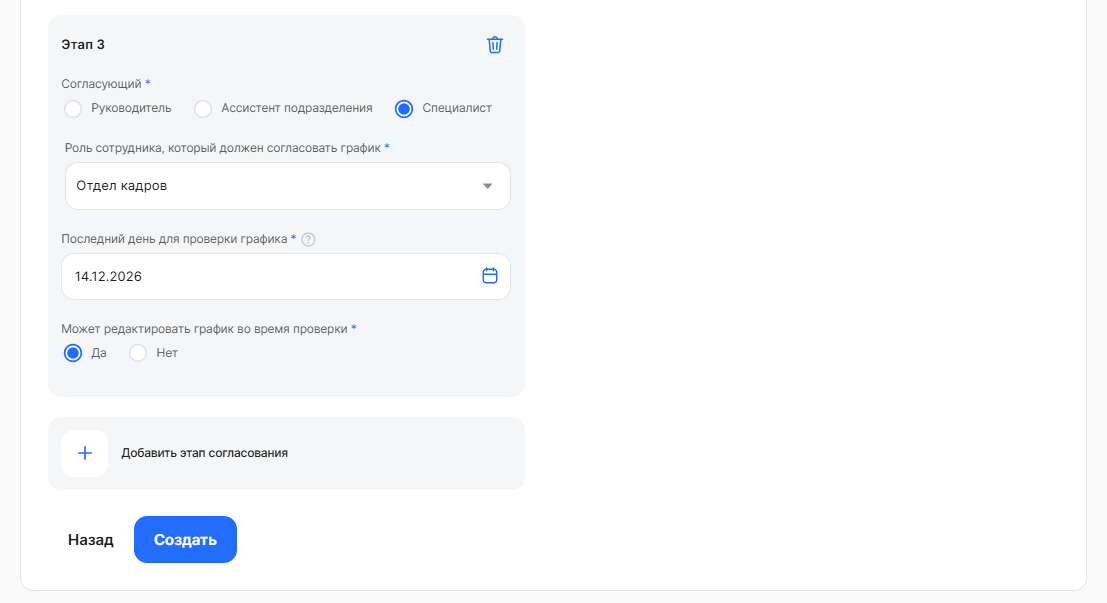 Этап 3
Согласующий *
Руководитель Ассистент подразделения Специалист
Роль сотрудника, который должен согласовать график *
Отдел кадров
Последний день для проверки графика * ?
14.12.2026
Может редактировать график во время проверки *
Да Нет
Добавить этап согласования
Назад Создать